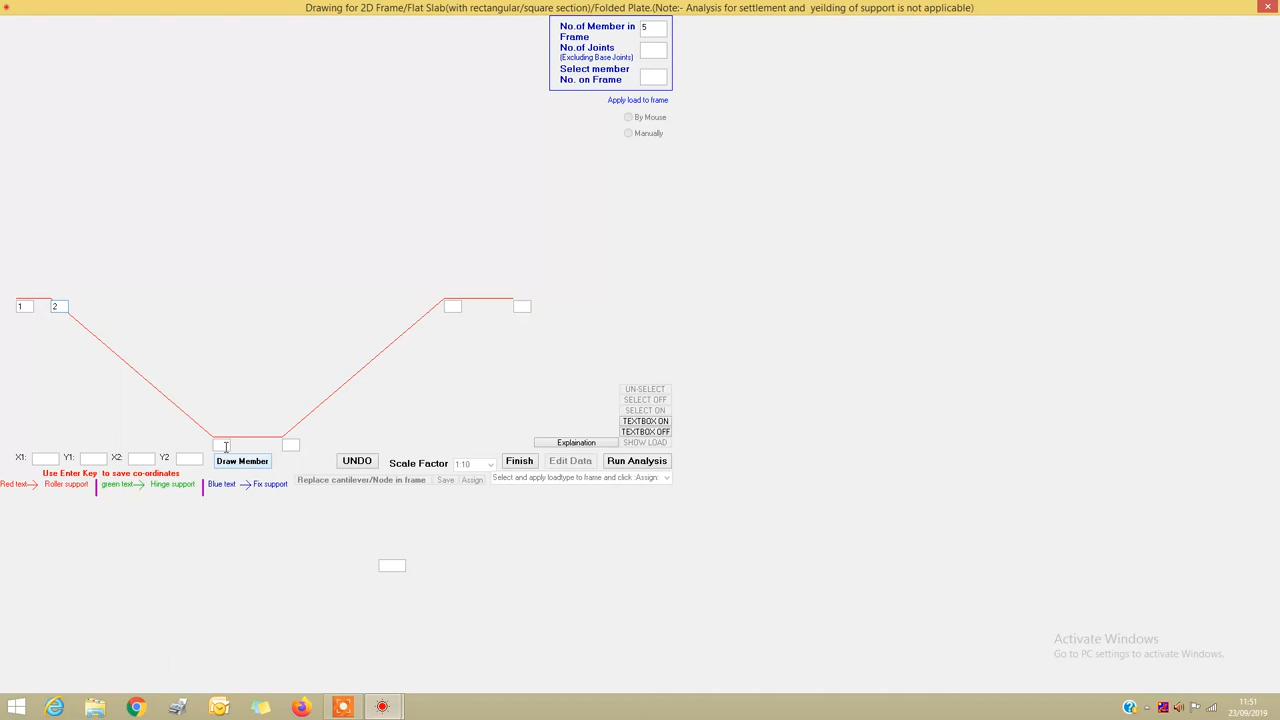 Drawing for 2D Frame/Flat Slab(with rectangular/square section)/Folded Plate.(Note:- Analysis for settlement and yeilding of support is not applicable)
No.of Member in Frame 5
No.of Joints
(Excluding Base Joints)
Select member No. on Frame
Apply load to frame
By Mouse
Manually
1 2
UN-SELECT
SELECT OFF
SELECT ON
TEXTBOX ON
TEXTBOX OFF
Explaination SHOW LOAD
X1: Y1: X2: Y2 Draw Member UNDO Scale Factor 1:10 Finish Edit Data Run Analysis
Use Enter Key to save co-ordinates
Red text Roller support green text Hinge support Blue text Fix support Replace cantilever/Node in frame Save Assign Select and apply loadtype to frame and click :Assign:
Activate Windows
Go to PC settings to activate Windows.
11:51
23/09/2019